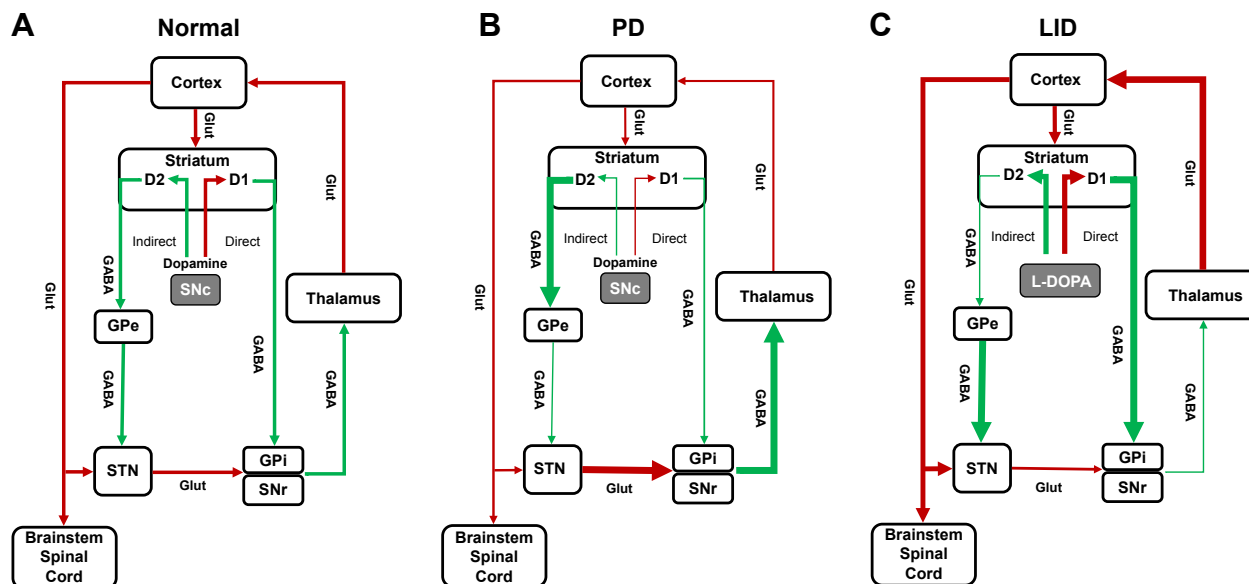 A
Normal
Cortex
Glut
Striatum
D2
D1
Indirect
Direct
Dopamine
SNc
GABA
GABA
Glut
Glut
Thalamus
GPe
GABA
GABA
STN
Glut
GPi
SNr
Brainstem
Spinal
Cord
B
PD
Cortex
Glut
Striatum
D2
D1
Indirect
Direct
Dopamine
SNc
GABA
GABA
Glut
Glut
Thalamus
GPe
GABA
GABA
STN
Glut
GPi
SNr
Brainstem
Spinal
Cord
C
LID
Cortex
Glut
Striatum
D2
D1
Indirect
Direct
L-DOPA
GABA
GABA
Glut
Glut
Thalamus
GPe
GABA
GABA
STN
Glut
GPi
SNr
Brainstem
Spinal
Cord